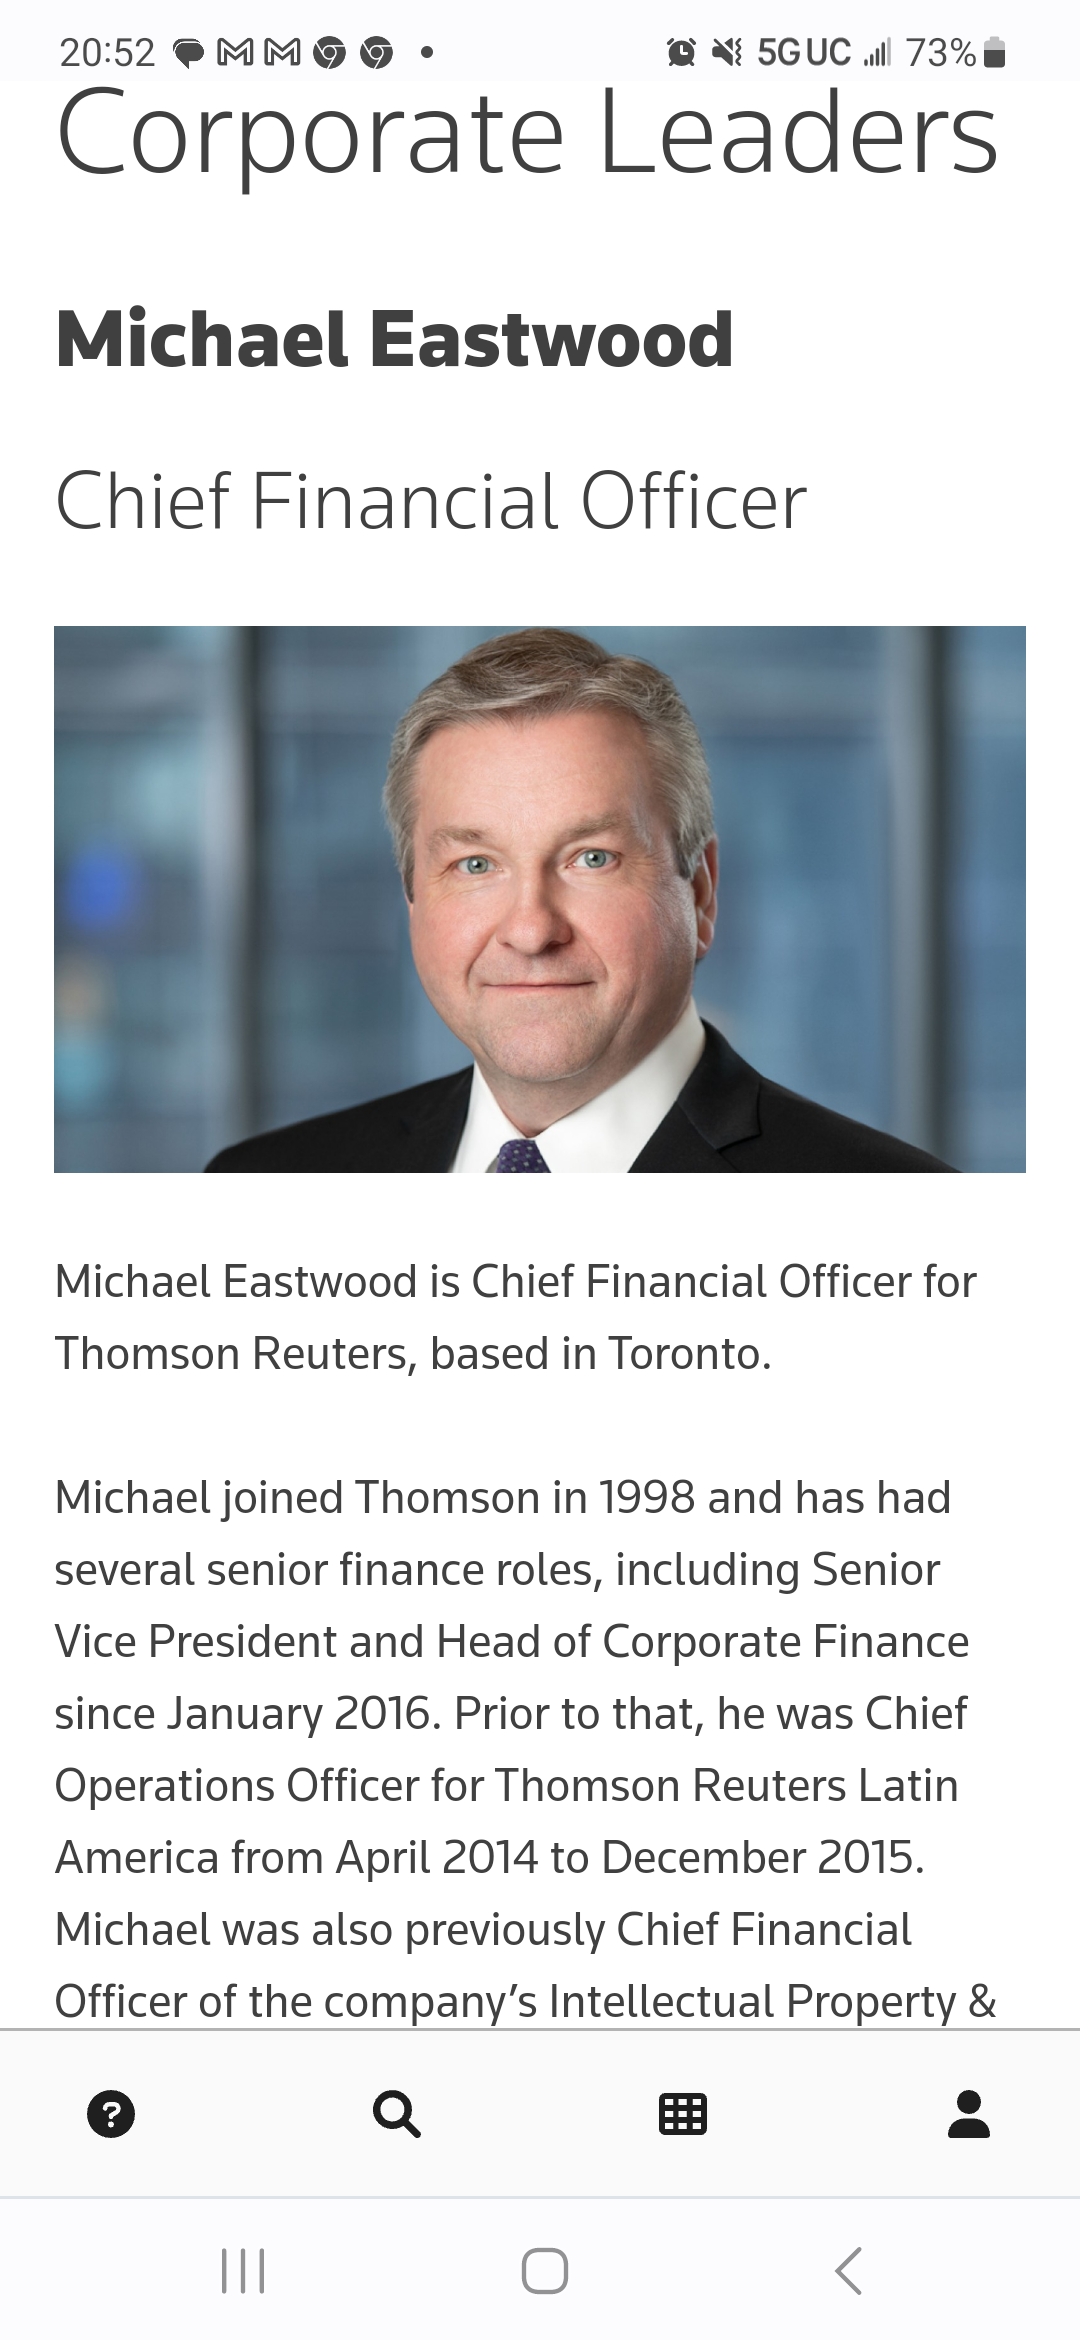 20:52
5G UC
73%
Corporate Leaders
Michael Eastwood
Chief Financial Officer
Michael Eastwood is Chief Financial Officer for
Thomson Reuters, based in Toronto.
Michael joined Thomson in 1998 and has had
several senior finance roles, including Senior
Vice President and Head of Corporate Finance
since January 2016. Prior to that, he was Chief
Operations Officer for Thomson Reuters Latin
America from April 2014 to December 2015.
Michael was also previously Chief Financial
Officer of the company’s Intellectual Property &